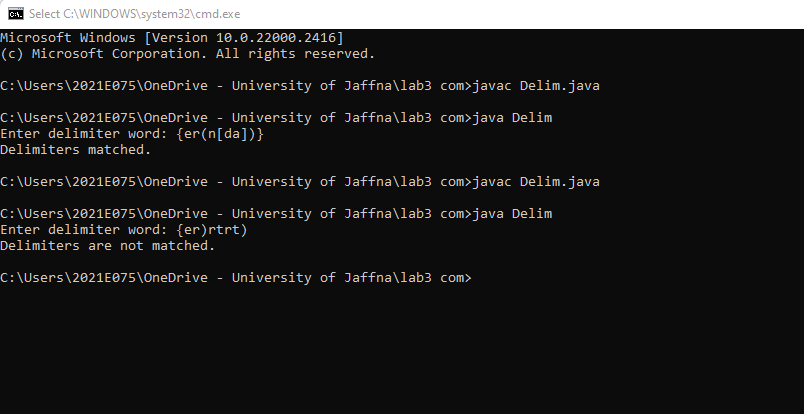 Select C:\WINDOWS\system32\cmd.exe
Microsoft Windows [Version 10.0.22000.2416]
(c) Microsoft Corporation. All rights reserved.
C:\Users\2021E075\OneDrive - University of Jaffna\lab3 com>javac Delim.java
C:\Users\2021E075\OneDrive - University of Jaffna\lab3 com>java Delim
Enter delimiter word: {er(n[da])}
Delimiters matched.
C:\Users\2021E075\OneDrive - University of Jaffna\lab3 com>javac Delim.java
C:\Users\2021E075\OneDrive - University of Jaffna\lab3 com>java Delim
Enter delimiter word: {er)rtrt)
Delimiters are not matched.
C:\Users\2021E075\OneDrive - University of Jaffna\lab3 com>